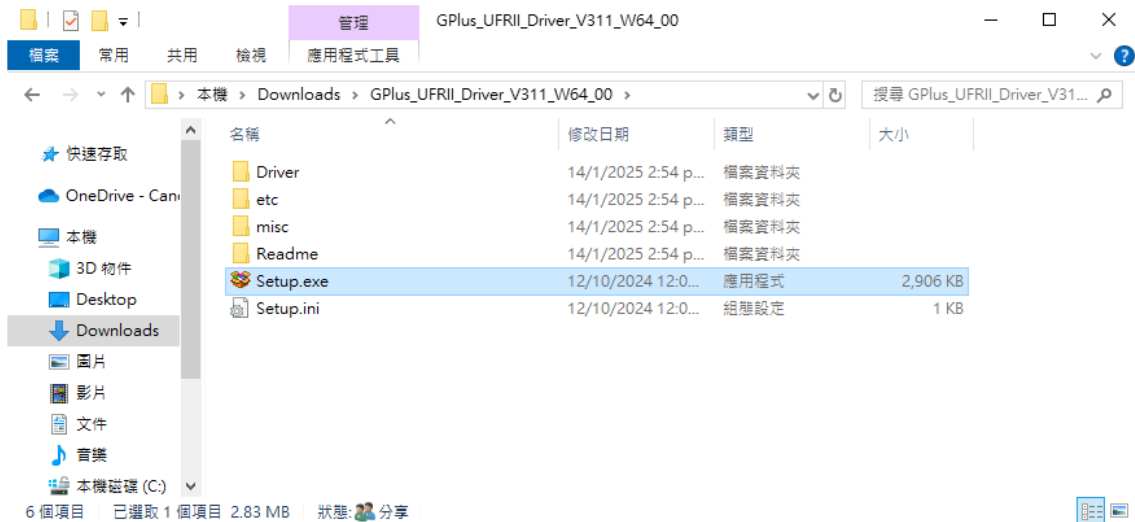 管理 GPlus_UFRII_Driver_V311_W64_00
檔案 常用 共用 檢視 應用程式工具
本機 > Downloads > GPlus_UFRII_Driver_V311_W64_00 > 搜尋 GPlus_UFRII_Driver_V31...
名稱 修改日期 類型 大小
快速存取
OneDrive - Can
本機
3D 物件
Desktop
Downloads
圖片
影片
文件
音樂
本機磁碟 (C:)
Driver 14/1/2025 2:54 p... 檔案資料夾
etc 14/1/2025 2:54 p... 檔案資料夾
misc 14/1/2025 2:54 p... 檔案資料夾
Readme 14/1/2025 2:54 p... 檔案資料夾
Setup.exe 12/10/2024 12:0... 應用程式 2,906 KB
Setup.ini 12/10/2024 12:0... 組態設定 1 KB
6 個項目 已選取 1 個項目 2.83 MB 狀態: 分享